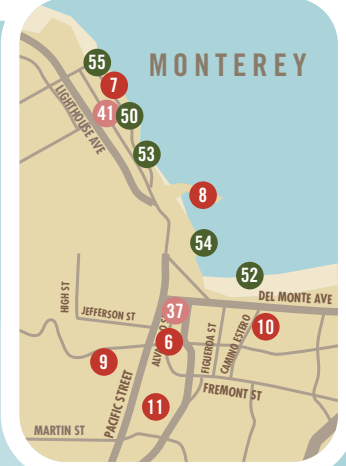 MONTEREY
55
7
LIGHTHOUSE AVE
41
50
53
8
54
52
DEL MONTE AVE
HIGH ST
JEFFERSON ST
37
10
6
FIGUEROA ST
CAMINO ESTERO
9
PACIFIC STREET
FREMONT ST
11
MARTIN ST